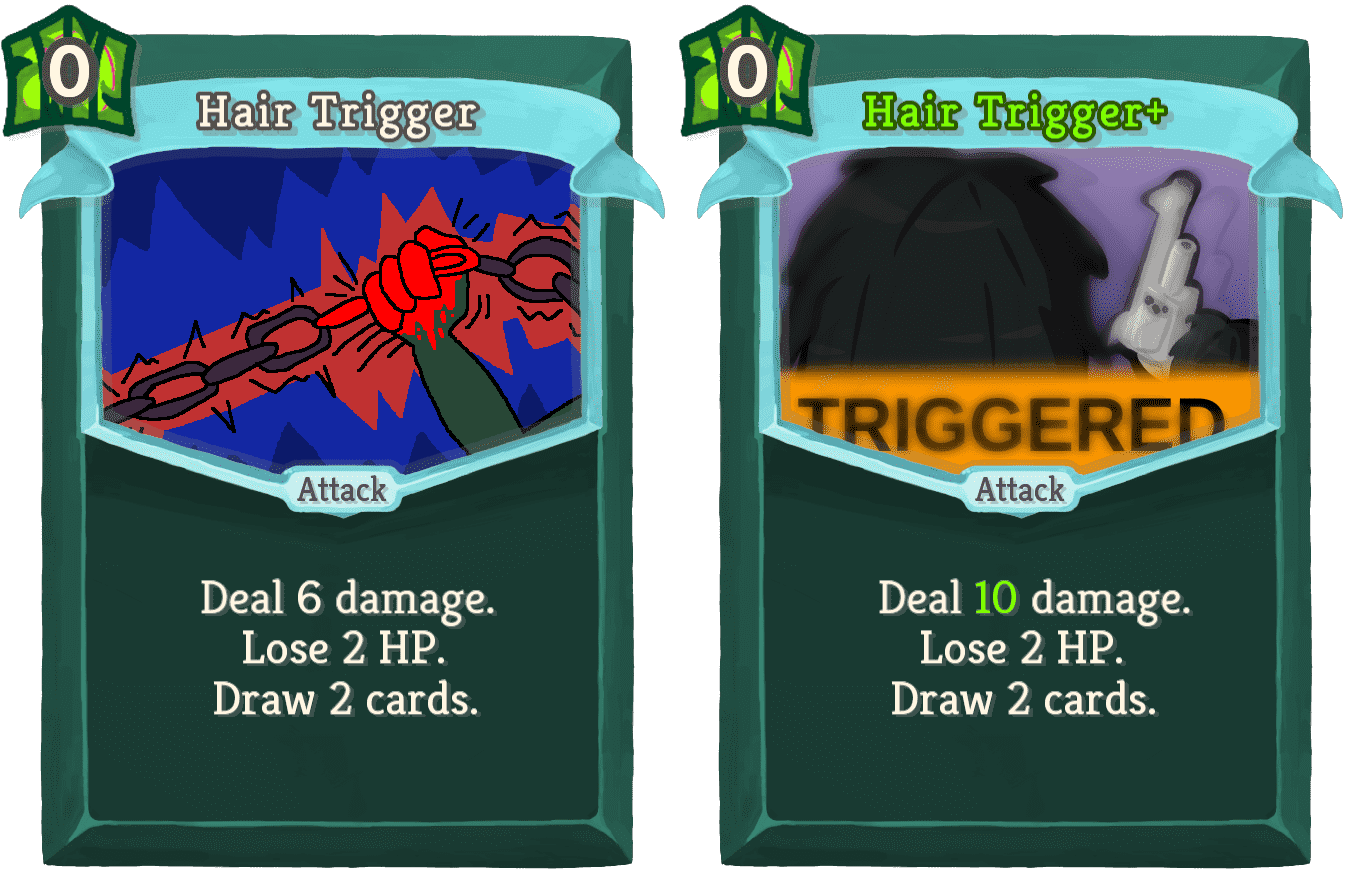 0
Hair Trigger
Attack
Deal 6 damage.
Lose 2 HP.
Draw 2 cards.
0
Hair Trigger+
TRIGGERED
Attack
Deal 10 damage.
Lose 2 HP.
Draw 2 cards.